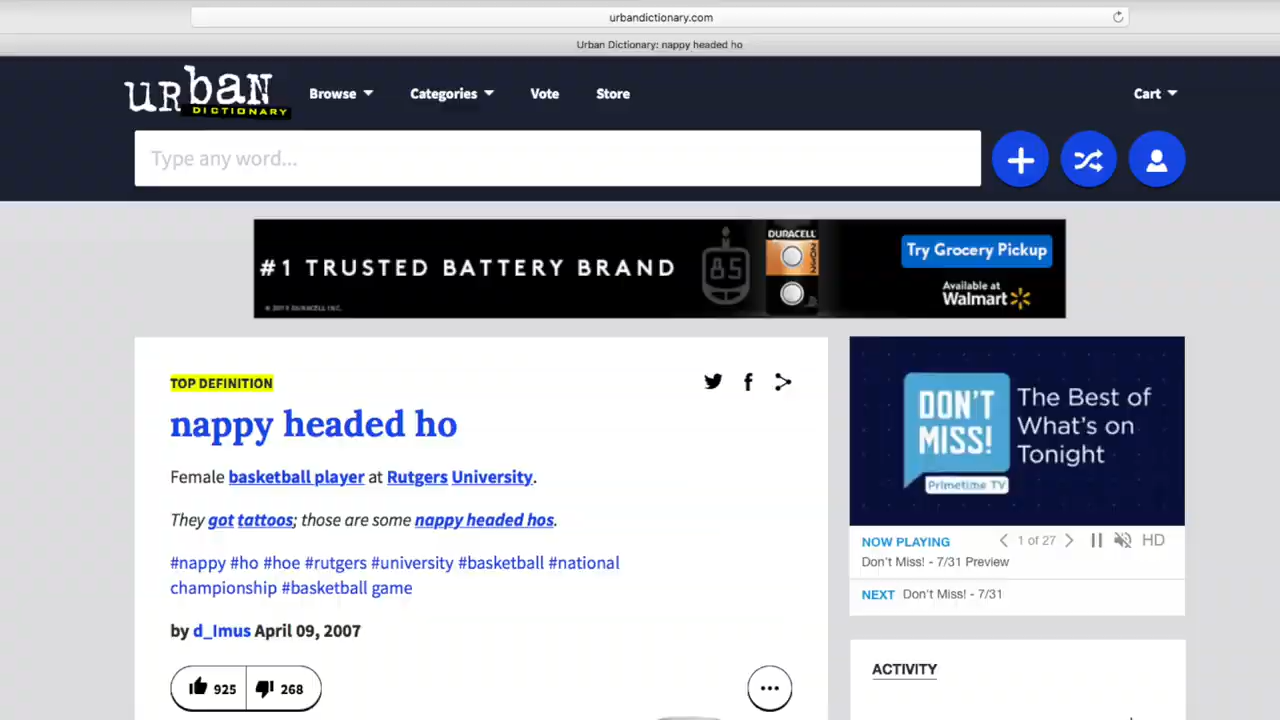 urbandictionary.com
Urban Dictionary: nappy headed ho
urban
DICTIONARY
Browse
Categories
Vote
Store
Cart
Type any word...
#1 TRUSTED BATTERY BRAND
85
DURACELL
Try Grocery Pickup
Available at
Walmart
TOP DEFINITION
nappy headed ho
Female basketball player at Rutgers University.
They got tattoos; those are some nappy headed hos.
#nappy #ho #hoe #rutgers #university #basketball #national
championship #basketball game
by d_Imus April 09, 2007
925
268
DON'T
MISS!
Primetime TV
The Best of
What's on
Tonight
NOW PLAYING
1 of 27
HD
Don't Miss! - 7/31 Preview
NEXT Don't Miss! - 7/31
ACTIVITY